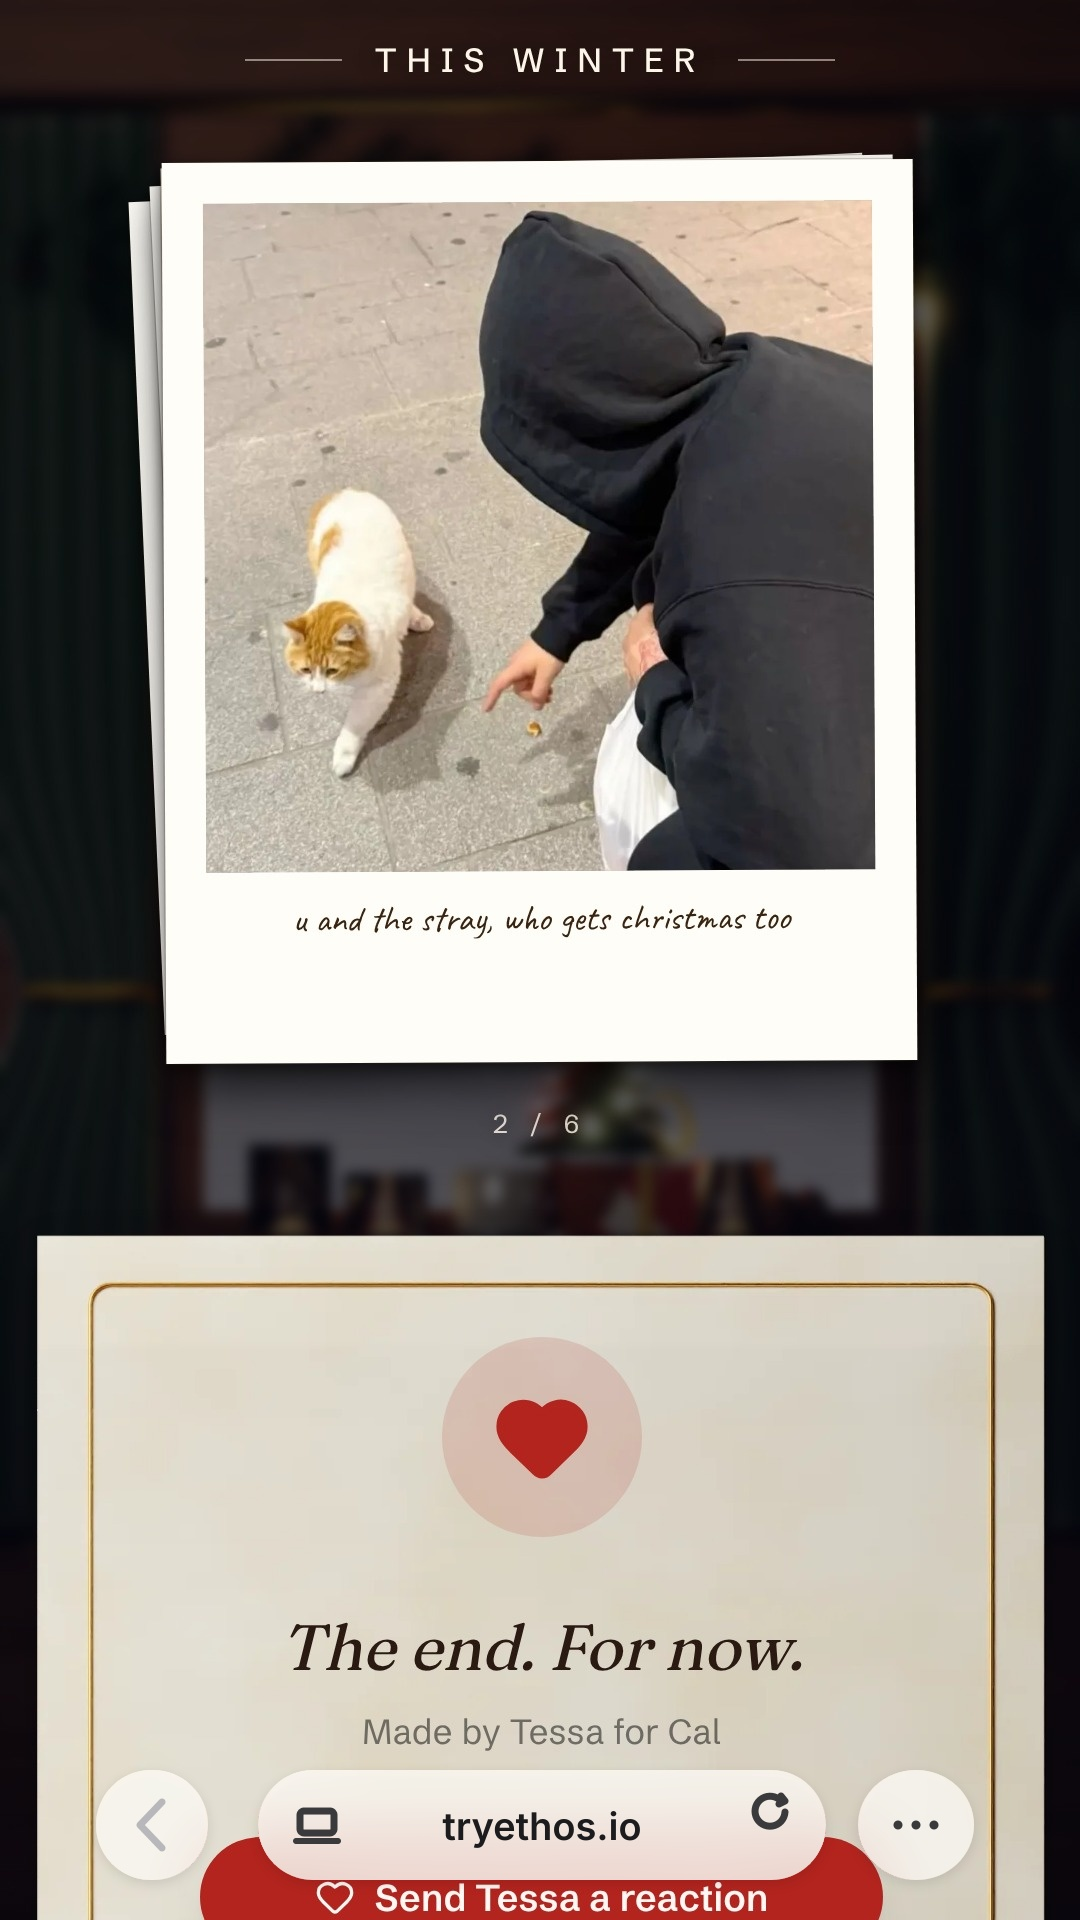 THIS WINTER
u and the stray, who gets christmas too
2 / 6
The end. For now.
Made by Tessa for Cal
tryethos.io
Send Tessa a reaction